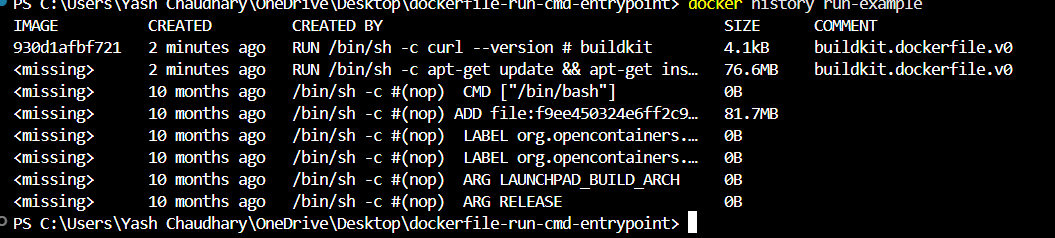 PS C:\Users\Yash Chaudhary\OneDrive\Desktop\dockerfile-run-cmd-entrypoint> docker history run-example
IMAGE CREATED CREATED BY SIZE COMMENT
930d1afbf721 2 minutes ago RUN /bin/sh -c curl --version # buildkit 4.1kB buildkit.dockerfile.v0
<missing> 2 minutes ago RUN /bin/sh -c apt-get update && apt-get ins… 76.6MB buildkit.dockerfile.v0
<missing> 10 months ago /bin/sh -c #(nop) CMD ["/bin/bash"] 0B
<missing> 10 months ago /bin/sh -c #(nop) ADD file:f9ee450324e6ff2c9… 81.7MB
<missing> 10 months ago /bin/sh -c #(nop) LABEL org.opencontainers.… 0B
<missing> 10 months ago /bin/sh -c #(nop) LABEL org.opencontainers.… 0B
<missing> 10 months ago /bin/sh -c #(nop) ARG LAUNCHPAD_BUILD_ARCH 0B
<missing> 10 months ago /bin/sh -c #(nop) ARG RELEASE 0B
PS C:\Users\Yash Chaudhary\OneDrive\Desktop\dockerfile-run-cmd-entrypoint>